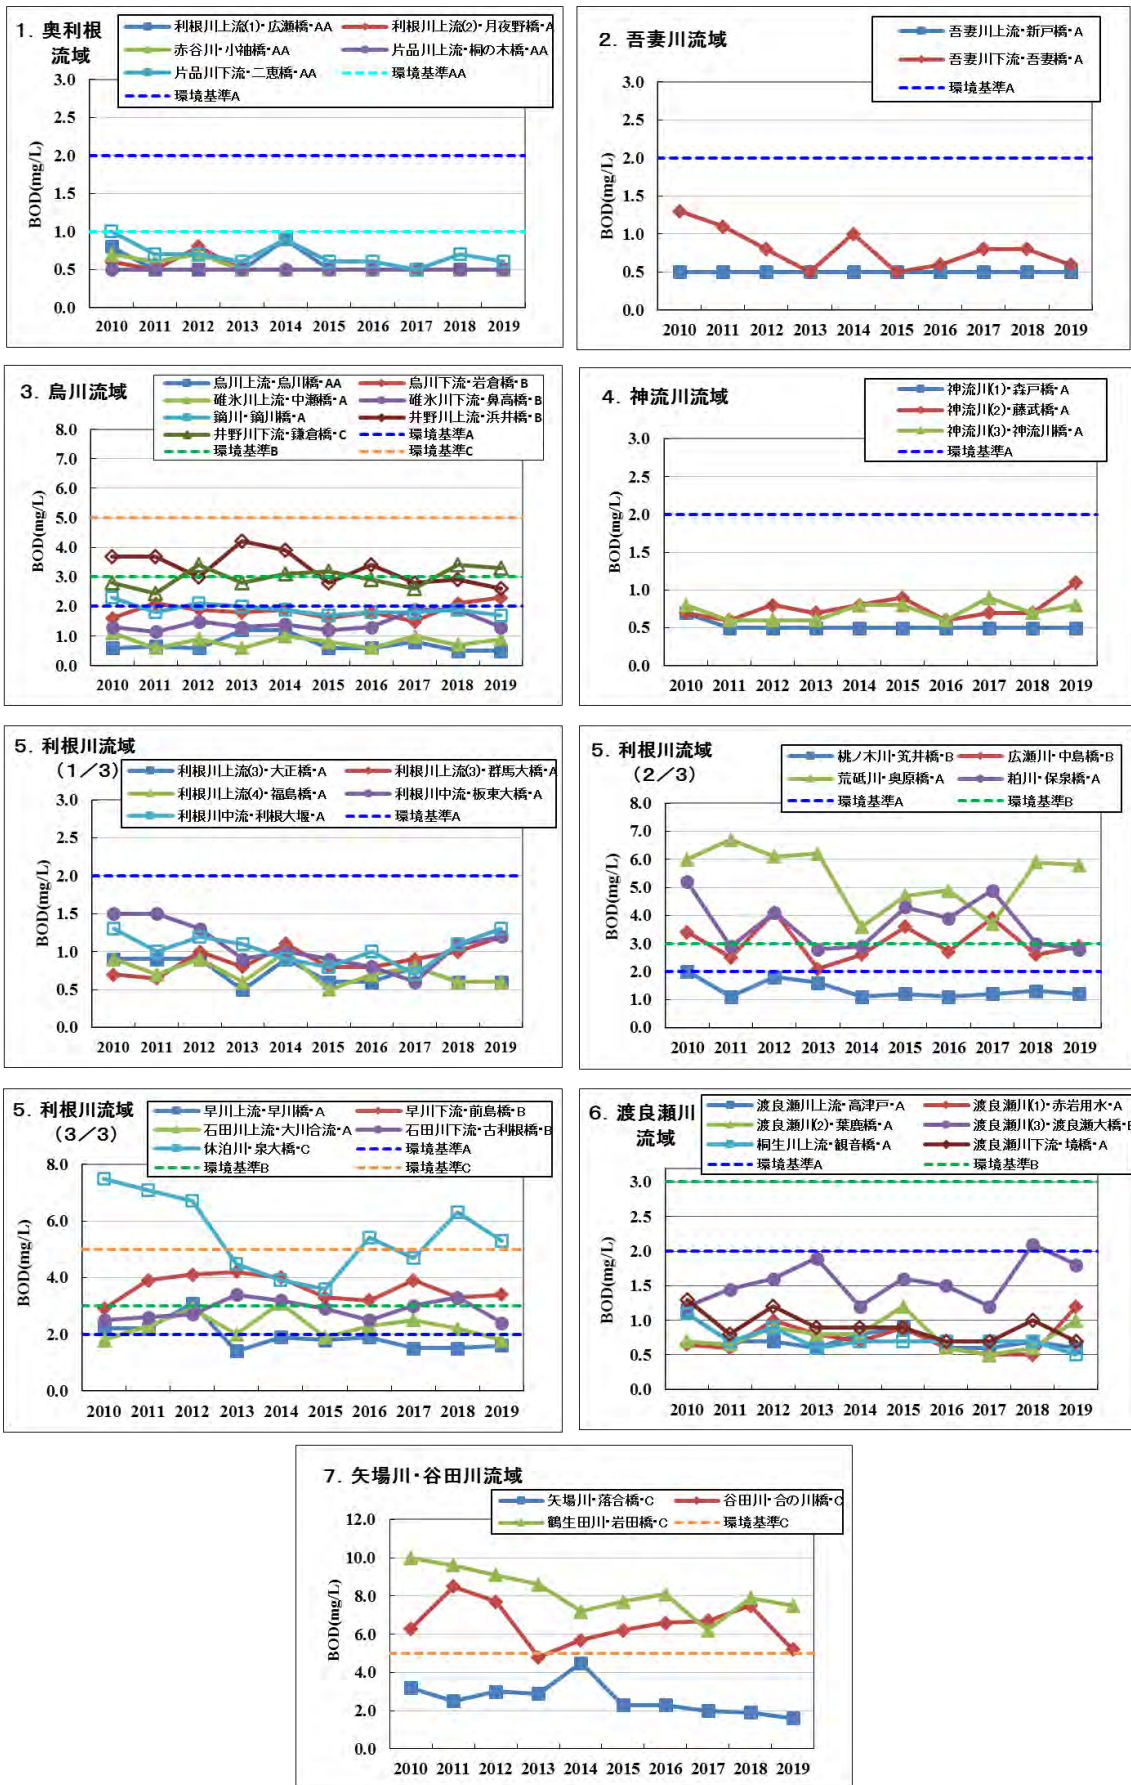 1. 奥利根
流域
利根川上流(1)・広瀬橋・AA
利根川上流(2)・月夜野橋・A
赤谷川・小袖橋・AA
片品川上流・桐の木橋・AA
片品川下流・二恵橋・AA
環境基準AA
環境基準A
BOD(mg/L)
3.0
2.5
2.0
1.5
1.0
0.5
0.0
2010 2011 2012 2013 2014 2015 2016 2017 2018 2019
2. 吾妻川流域
吾妻川上流・新戸橋・A
吾妻川下流・吾妻橋・A
環境基準A
BOD(mg/L)
3.0
2.5
2.0
1.5
1.0
0.5
0.0
2010 2011 2012 2013 2014 2015 2016 2017 2018 2019
3. 烏川流域
烏川上流・烏川橋・AA
烏川下流・岩倉橋・B
碓氷川上流・中瀬橋・A
碓氷川下流・鼻高橋・B
鏑川・鏑川橋・A
井野川上流・浜井橋・B
井野川下流・鎌倉橋・C
環境基準A
環境基準B
環境基準C
BOD(mg/L)
8.0
7.0
6.0
5.0
4.0
3.0
2.0
1.0
0.0
2010 2011 2012 2013 2014 2015 2016 2017 2018 2019
4. 神流川流域
神流川(1)・森戸橋・A
神流川(2)・藤武橋・A
神流川(3)・神流川橋・A
環境基準A
BOD(mg/L)
3.0
2.5
2.0
1.5
1.0
0.5
0.0
2010 2011 2012 2013 2014 2015 2016 2017 2018 2019
5. 利根川流域
(1/3)
利根川上流(3)・大正橋・A
利根川上流(3)・群馬大橋・A
利根川上流(4)・福島橋・A
利根川中流・坂東大橋・A
利根川中流・利根大堰・A
環境基準A
BOD(mg/L)
3.0
2.5
2.0
1.5
1.0
0.5
0.0
2010 2011 2012 2013 2014 2015 2016 2017 2018 2019
5. 利根川流域
(2/3)
桃ノ木川・筑井橋・B
広瀬川・中島橋・B
荒砥川・奥原橋・A
粕川・保泉橋・A
環境基準A
環境基準B
BOD(mg/L)
8.0
7.0
6.0
5.0
4.0
3.0
2.0
1.0
0.0
2010 2011 2012 2013 2014 2015 2016 2017 2018 2019
5. 利根川流域
(3/3)
早川上流・早川橋・A
早川下流・前島橋・B
石田川上流・大川合流・A
石田川下流・古利根橋・B
休泊川・泉大橋・C
環境基準A
環境基準B
環境基準C
BOD(mg/L)
8.0
6.0
4.0
2.0
0.0
2010 2011 2012 2013 2014 2015 2016 2017 2018 2019
6. 渡良瀬川
流域
渡良瀬川上流・高津戸・A
渡良瀬川(1)・赤岩用水・A
渡良瀬川(2)・葉鹿橋・A
渡良瀬川(3)・渡良瀬大橋・B
桐生川上流・観音橋・A
渡良瀬川下流・境橋・A
環境基準A
環境基準B
BOD(mg/L)
3.0
2.5
2.0
1.5
1.0
0.5
0.0
2010 2011 2012 2013 2014 2015 2016 2017 2018 2019
7. 矢場川・谷田川流域
矢場川・落合橋・C
谷田川・合の川橋・C
鶴生田川・岩田橋・C
環境基準C
BOD(mg/L)
12.0
10.0
8.0
6.0
4.0
2.0
0.0
2010 2011 2012 2013 2014 2015 2016 2017 2018 2019